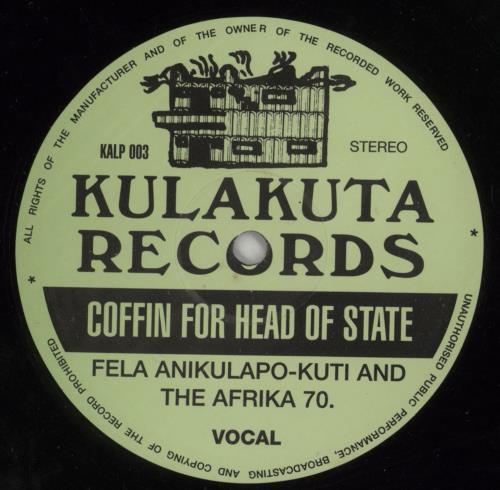 ALL RIGHTS OF THE MANUFACTURER AND OF THE OWNER OF THE RECORDED WORK RESERVED
KALP 003
STEREO
KULAKUTA
RECORDS
COFFIN FOR HEAD OF STATE
FELA ANIKULAPO-KUTI AND
THE AFRIKA 70.
VOCAL
* UNAUTHORISED PUBLIC PERFORMANCE, BROADCASTING AND COPYING OF THE RECORD PROHIBITED *